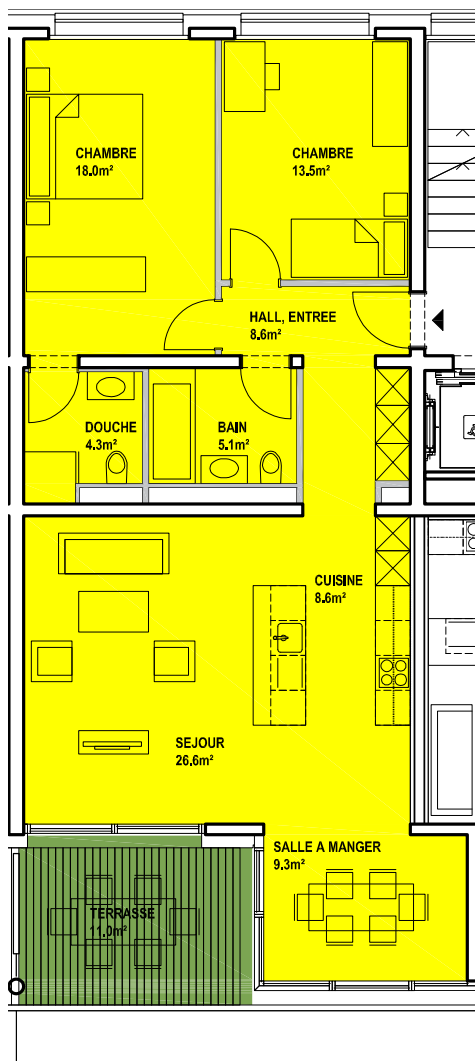 CHAMBRE
18.0m²
CHAMBRE
13.5m²
HALL, ENTREE
8.6m²
DOUCHE
4.3m²
BAIN
5.1m²
CUISINE
8.6m²
SEJOUR
26.6m²
SALLE A MANGER
9.3m²
TERRASSE
11.0m²